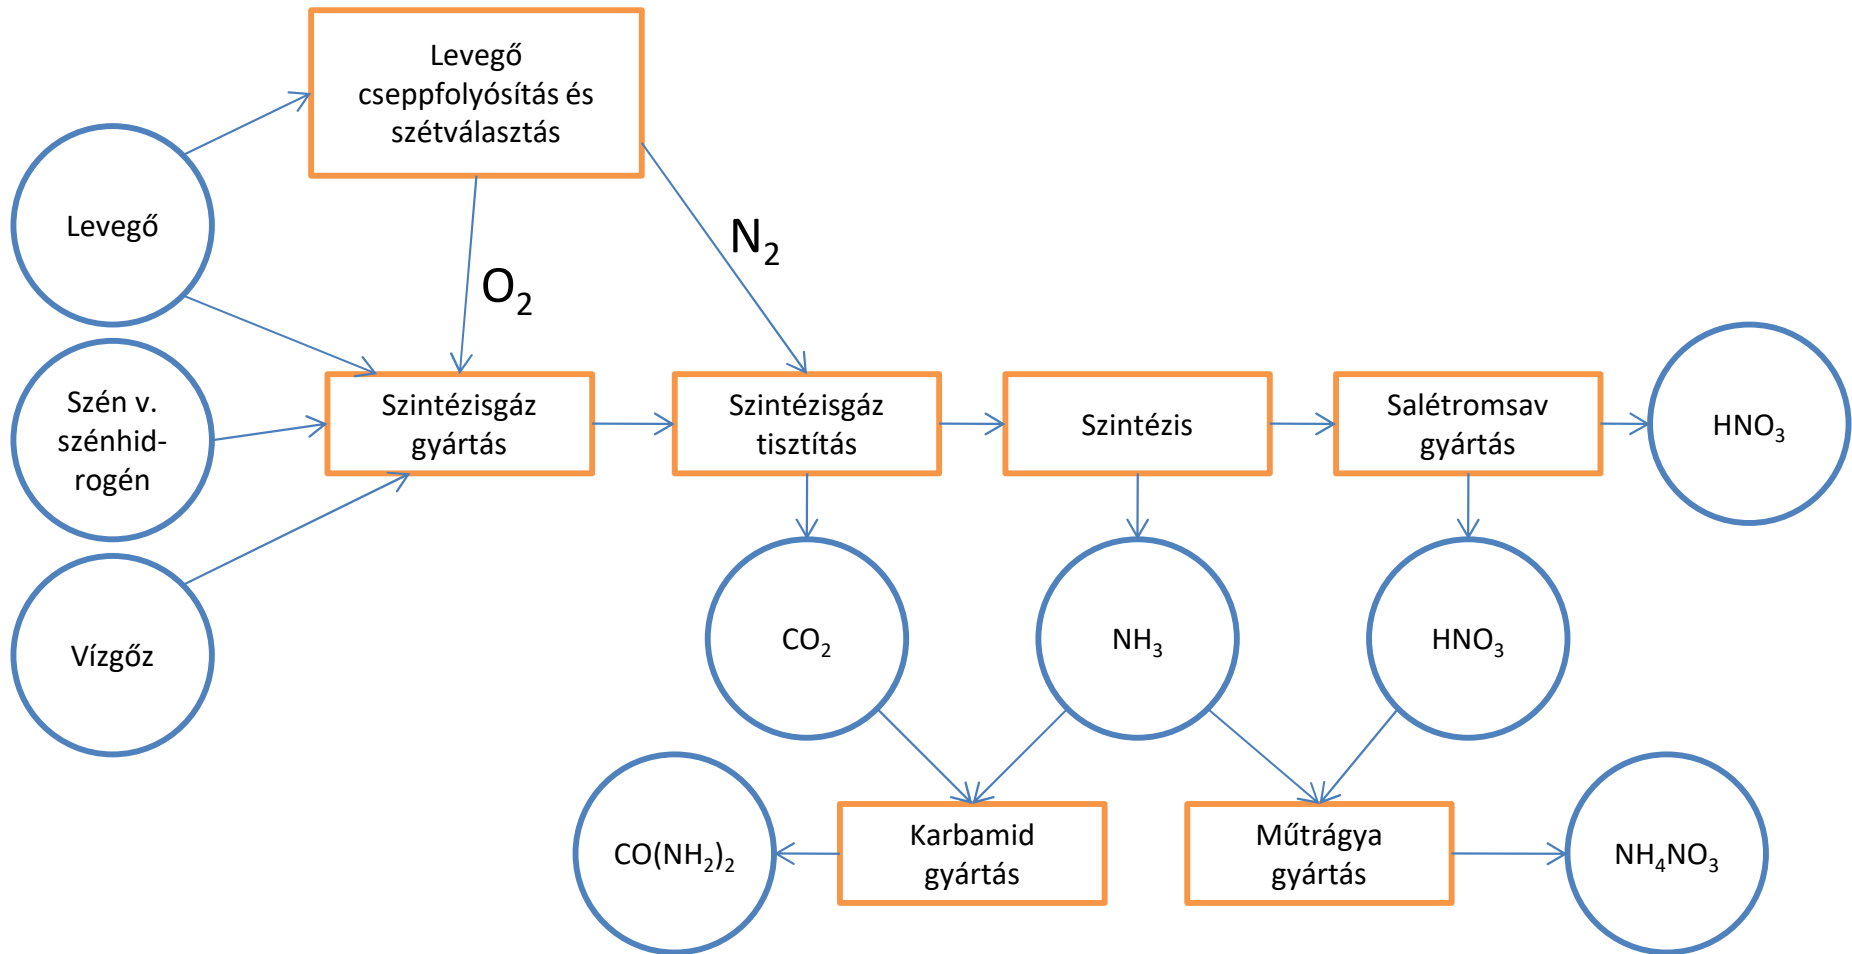 Levegő
cseppfolyósítás és
szétválasztás
Levegő
N₂
O₂
Szén v.
szénhid-
rogén
Szintézisgáz
gyártás
Szintézisgáz
tisztítás
Szintézis
Salétromsav
gyártás
HNO₃
Vízgőz
CO₂
NH₃
HNO₃
CO(NH₂)₂
Karbamid
gyártás
Műtrágya
gyártás
NH₄NO₃